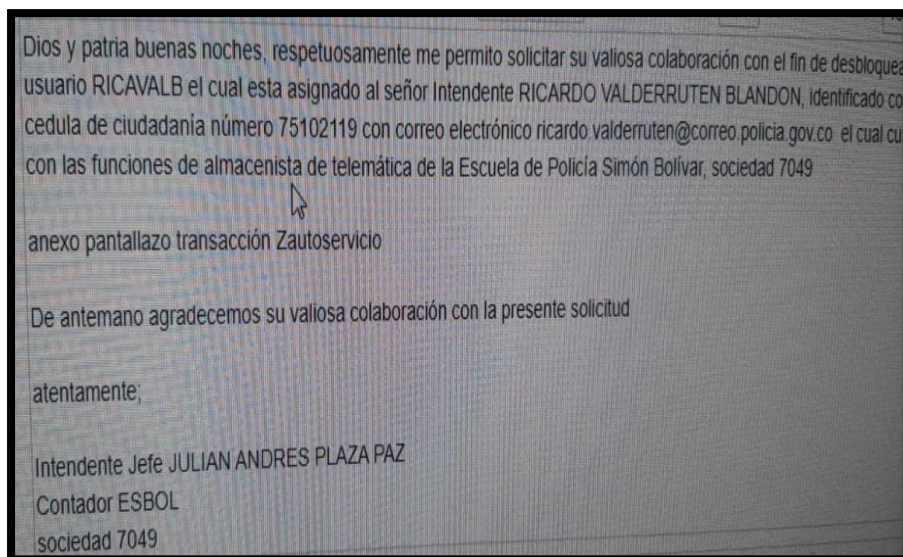 Dios y patria buenas noches, respetuosamente me permito solicitar su valiosa colaboración con el fin de desbloquea
usuario RICAVALB el cual esta asignado al señor Intendente RICARDO VALDERRUTEN BLANDON, identificado co
cedula de ciudadanía número 75102119 con correo electrónico ricardo.valderruten@correo.policia.gov.co el cual cu
con las funciones de almacenista de telemática de la Escuela de Policía Simón Bolívar, sociedad 7049
anexo pantallazo transacción Zautoservicio
De antemano agradecemos su valiosa colaboración con la presente solicitud
atentamente;
Intendente Jefe JULIAN ANDRES PLAZA PAZ
Contador ESBOL
sociedad 7049